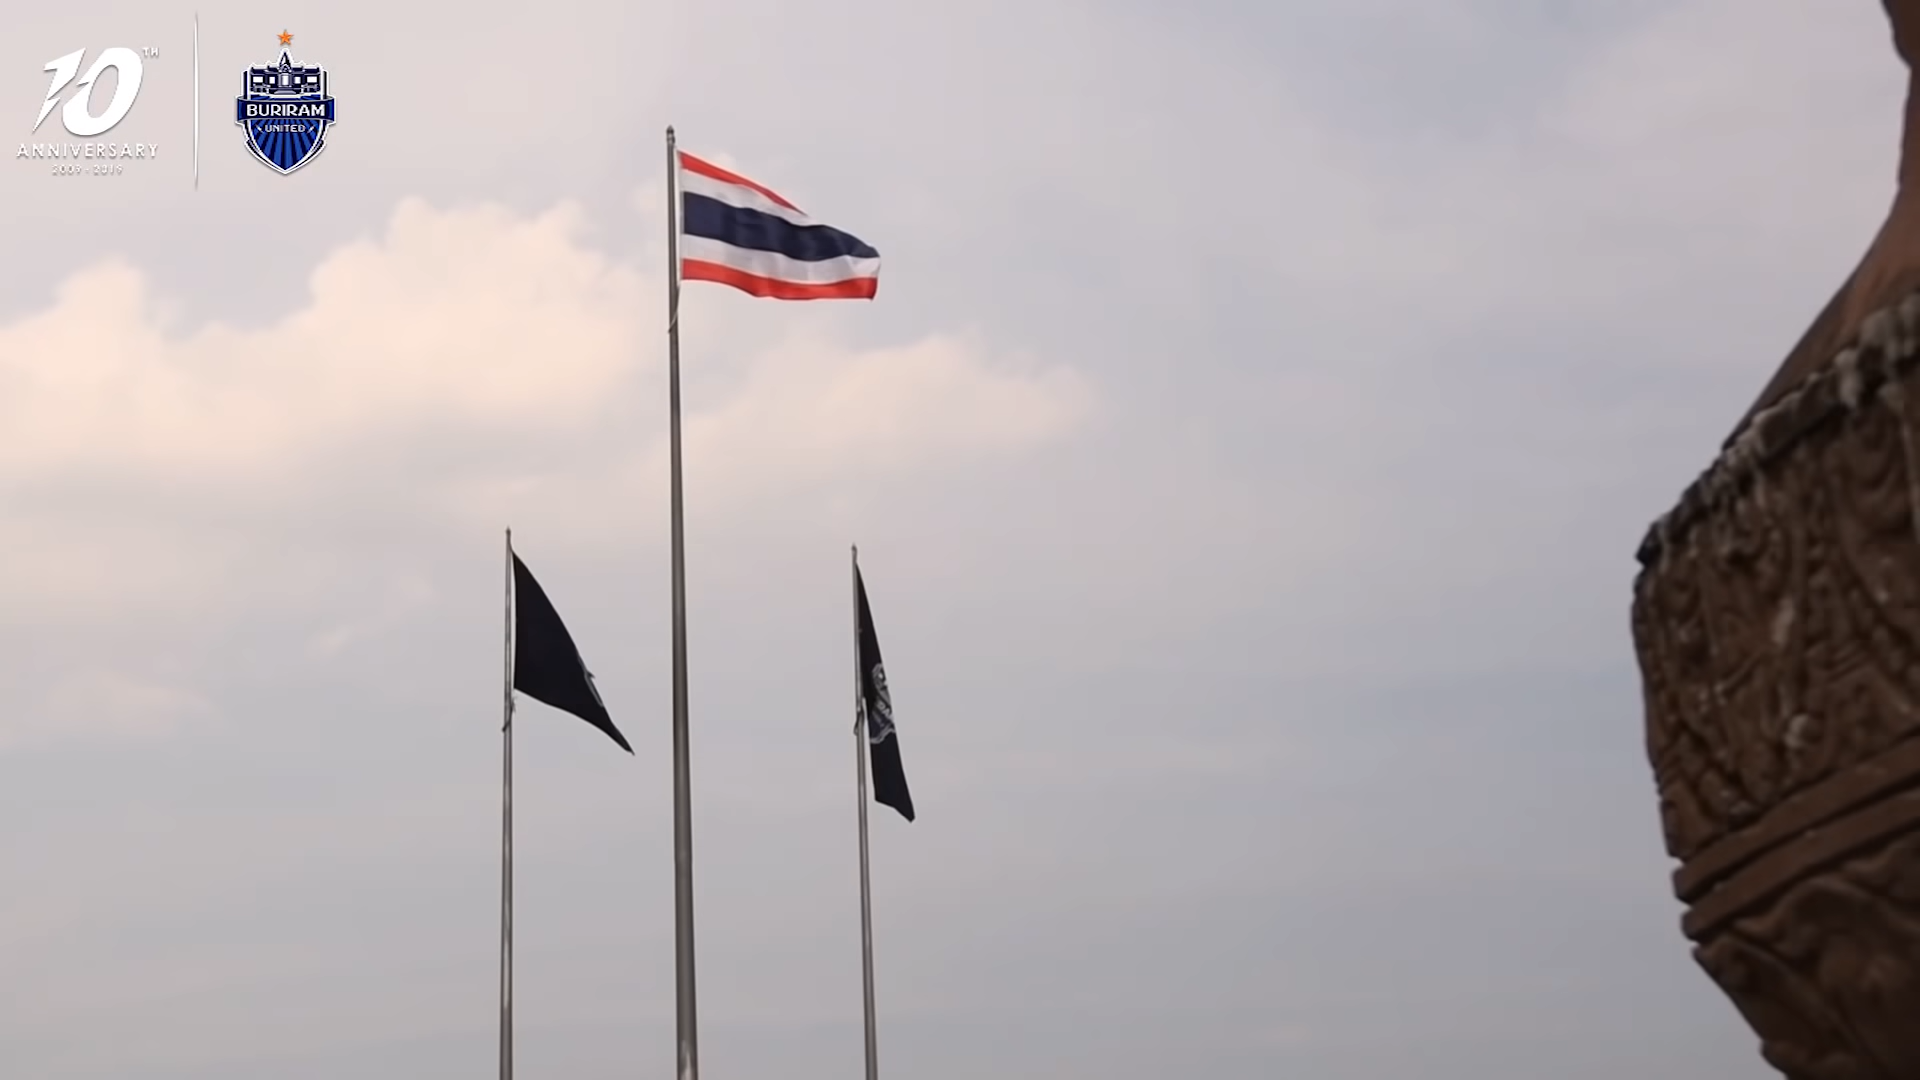 10TH
ANNIVERSARY
2009 - 2019
BURIRAM
UNITED